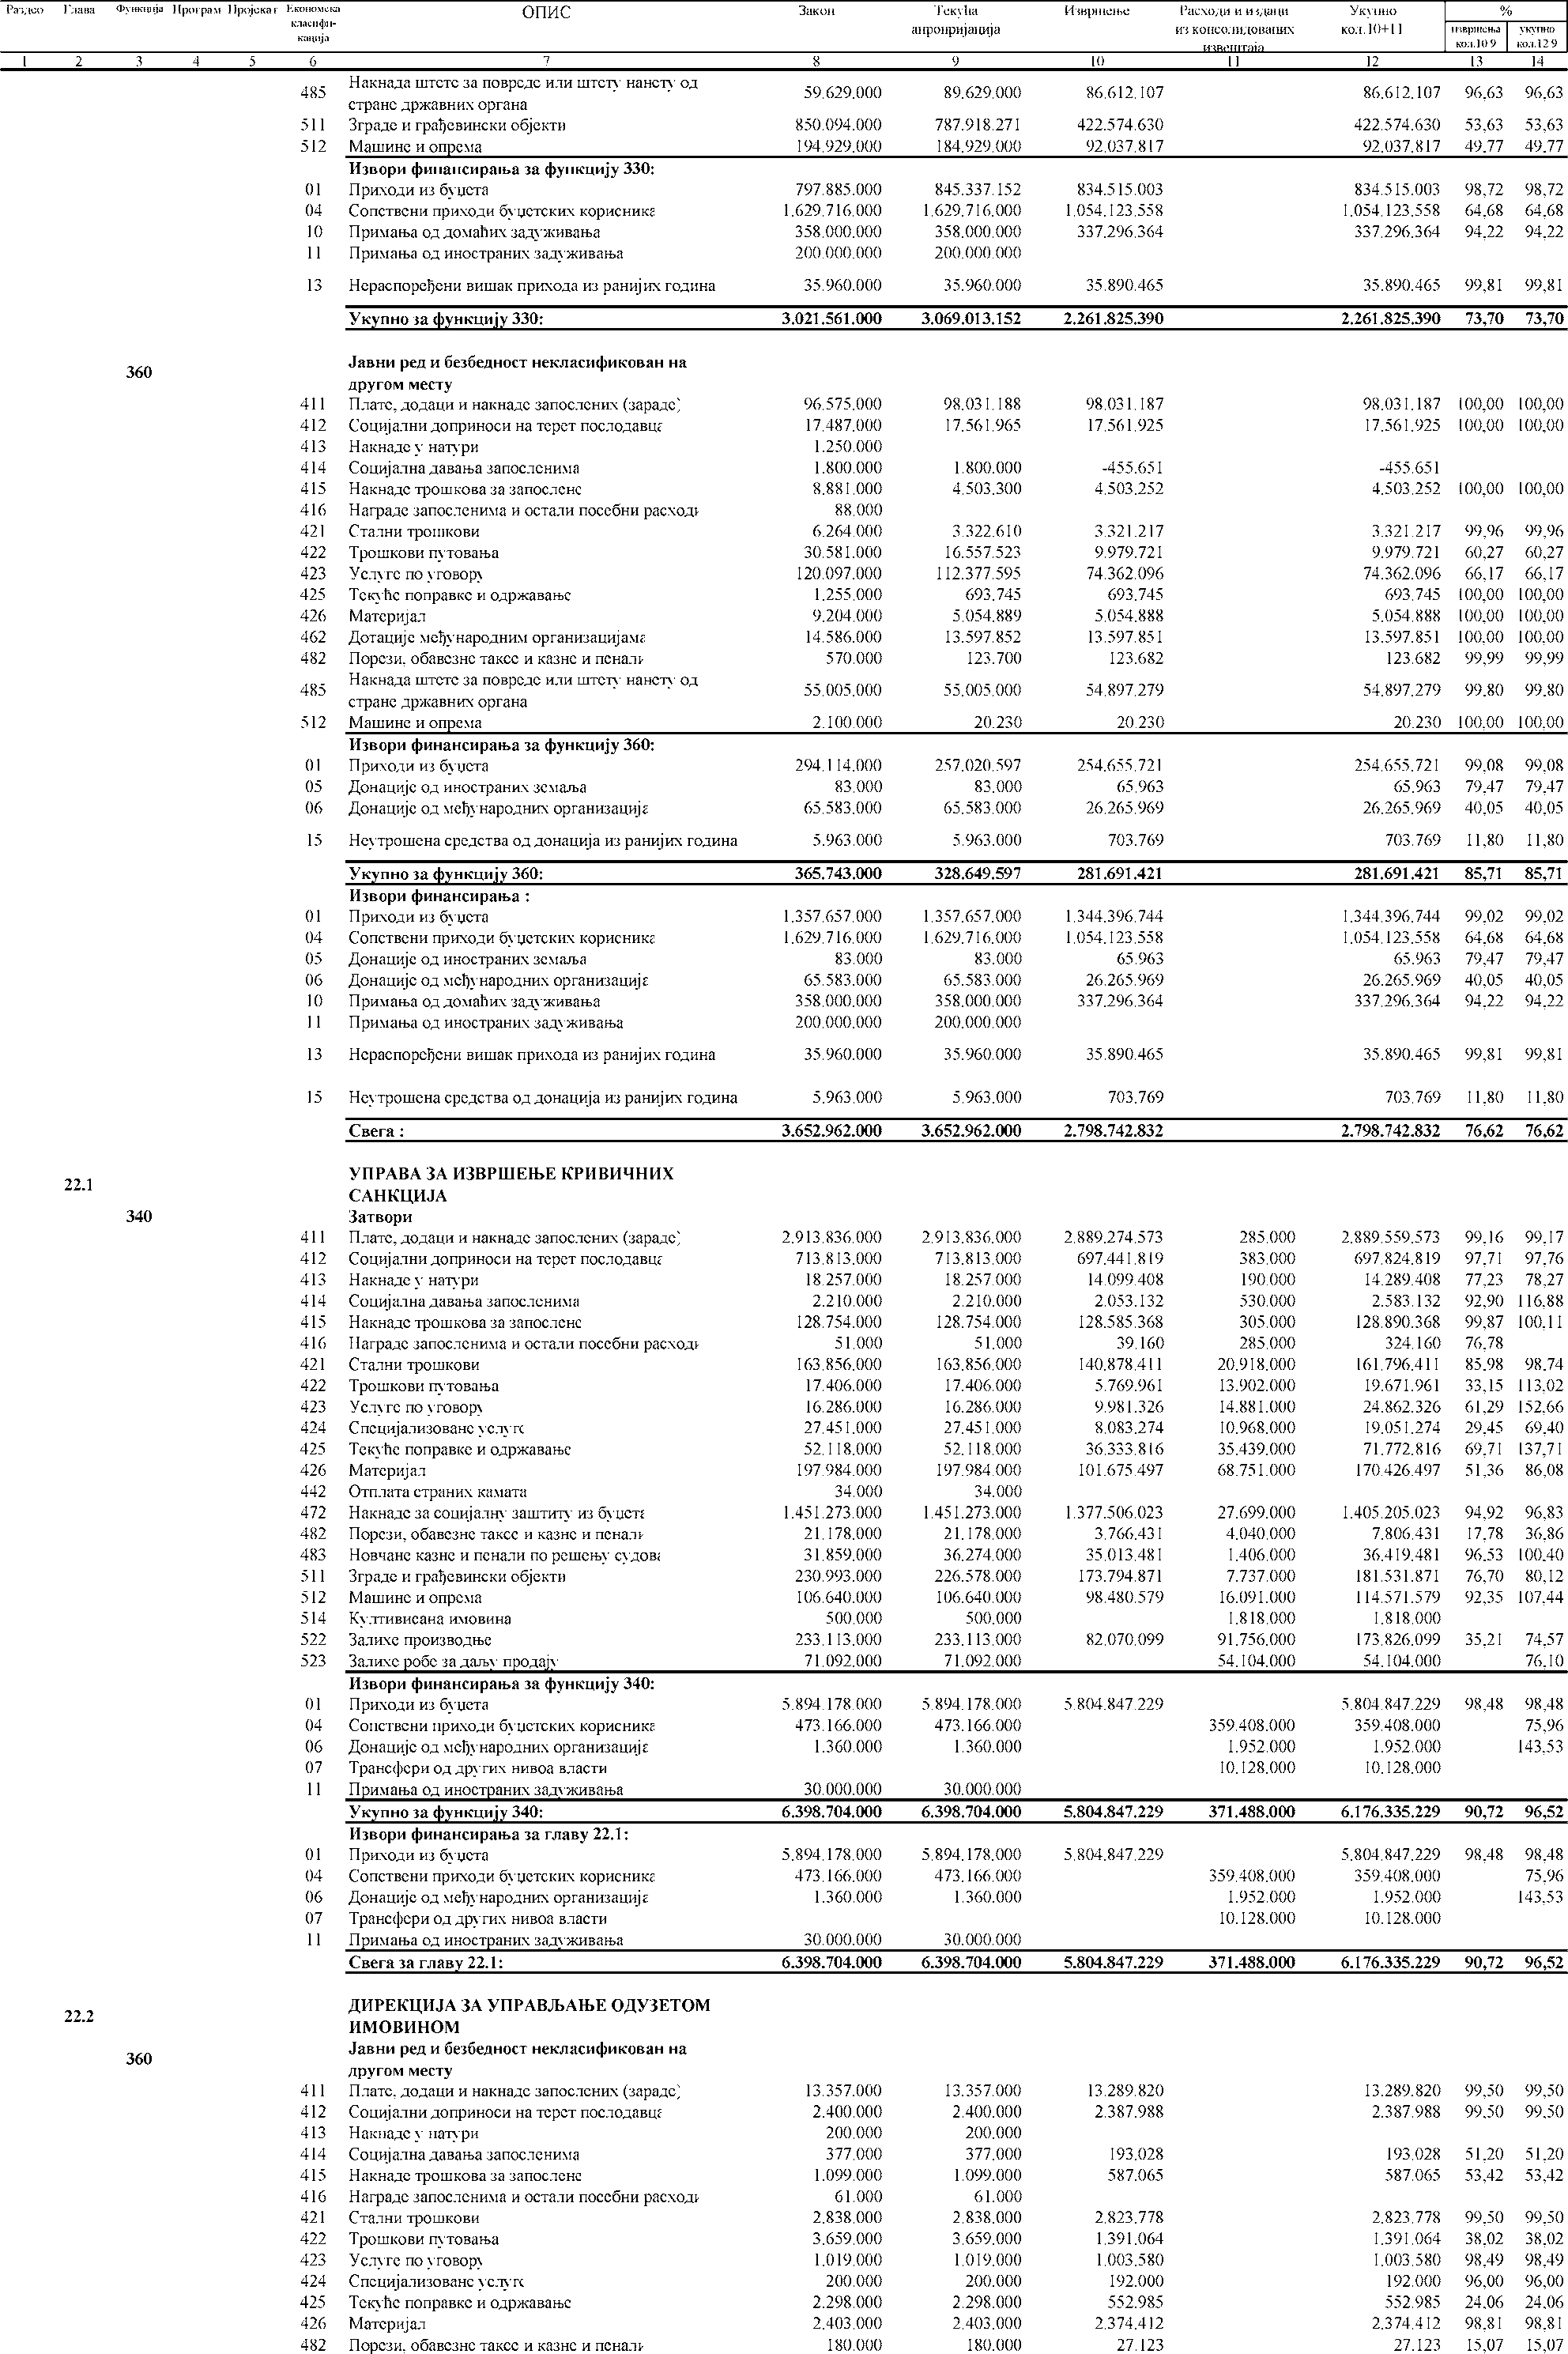 Раздео Глава Функција Програм Пројекат Економска класифи- кација ОПИС Закон Текућа апропријација Извршење Расходи и издаци из консолидованих извештаја Укупно кол.10+11 % извршења кол.10 9 укупно кол.12 9
1 2 3 4 5 6 7 8 9 10 11 12 13 14
485 Накнада штете за повреде или штету нанету од стране државних органа 59.629.000 89.629.000 86.612.107 86.612.107 96,63 96,63
511 Зграде и грађевински објекти 850.094.000 787.918.271 422.574.630 422.574.630 53,63 53,63
512 Машине и опрема 194.929.000 184.929.000 92.037.817 92.037.817 49,77 49,77
Извори финансирања за функцију 330:
01 Приходи из буџета 797.885.000 845.337.152 834.515.003 834.515.003 98,72 98,72
04 Сопствени приходи буџетских корисника 1.629.716.000 1.629.716.000 1.054.123.558 1.054.123.558 64,68 64,68
10 Примања од домаћих задуживања 358.000.000 358.000.000 337.296.364 337.296.364 94,22 94,22
11 Примања од иностраних задуживања 200.000.000 200.000.000
13 Нераспоређени вишак прихода из ранијих година 35.960.000 35.960.000 35.890.465 35.890.465 99,81 99,81
Укупно за функцију 330: 3.021.561.000 3.069.013.152 2.261.825.390 2.261.825.390 73,70 73,70
360 Јавни ред и безбедност некласификован на другом месту
411 Плате, додаци и накнаде запослених (зараде) 96.575.000 98.031.188 98.031.187 98.031.187 100,00 100,00
412 Социјални доприноси на терет послодавца 17.487.000 17.561.965 17.561.925 17.561.925 100,00 100,00
413 Накнаде у натури 1.250.000
414 Социјална давања запосленима 1.800.000 1.800.000 -455.651 -455.651
415 Накнаде трошкова за запослене 8.881.000 4.503.300 4.503.252 4.503.252 100,00 100,00
416 Награде запосленима и остали посебни расходи 88.000
421 Стални трошкови 6.264.000 3.322.610 3.321.217 3.321.217 99,96 99,96
422 Трошкови путовања 30.581.000 16.557.523 9.979.721 9.979.721 60,27 60,27
423 Услуге по уговору 120.097.000 112.377.595 74.362.096 74.362.096 66,17 66,17
425 Текуће поправке и одржавање 1.255.000 693.745 693.745 693.745 100,00 100,00
426 Материјал 9.204.000 5.054.889 5.054.888 5.054.888 100,00 100,00
462 Дотације међународним организацијама 14.586.000 13.597.852 13.597.851 13.597.851 100,00 100,00
482 Порези, обавезне таксе и казне и пенали 570.000 123.700 123.682 123.682 99,99 99,99
485 Накнада штете за повреде или штету нанету од стране државних органа 55.005.000 55.005.000 54.897.279 54.897.279 99,80 99,80
512 Машине и опрема 2.100.000 20.230 20.230 20.230 100,00 100,00
Извори финансирања за функцију 360:
01 Приходи из буџета 294.114.000 257.020.597 254.655.721 254.655.721 99,08 99,08
05 Донације од иностраних земаља 83.000 83.000 65.963 65.963 79,47 79,47
06 Донације од међународних организација 65.583.000 65.583.000 26.265.969 26.265.969 40,05 40,05
15 Неутрошена средства од донација из ранијих година 5.963.000 5.963.000 703.769 703.769 11,80 11,80
Укупно за функцију 360: 365.743.000 328.649.597 281.691.421 281.691.421 85,71 85,71
Извори финансирања :
01 Приходи из буџета 1.357.657.000 1.357.657.000 1.344.396.744 1.344.396.744 99,02 99,02
04 Сопствени приходи буџетских корисника 1.629.716.000 1.629.716.000 1.054.123.558 1.054.123.558 64,68 64,68
05 Донације од иностраних земаља 83.000 83.000 65.963 65.963 79,47 79,47
06 Донације од међународних организација 65.583.000 65.583.000 26.265.969 26.265.969 40,05 40,05
10 Примања од домаћих задуживања 358.000.000 358.000.000 337.296.364 337.296.364 94,22 94,22
11 Примања од иностраних задуживања 200.000.000 200.000.000
13 Нераспоређени вишак прихода из ранијих година 35.960.000 35.960.000 35.890.465 35.890.465 99,81 99,81
15 Неутрошена средства од донација из ранијих година 5.963.000 5.963.000 703.769 703.769 11,80 11,80
Свега : 3.652.962.000 3.652.962.000 2.798.742.832 2.798.742.832 76,62 76,62
22.1 УПРАВА ЗА ИЗВРШЕЊЕ КРИВИЧНИХ САНКЦИЈА
340 Затвори
411 Плате, додаци и накнаде запослених (зараде) 2.913.836.000 2.913.836.000 2.889.274.573 285.000 2.889.559.573 99,16 99,17
412 Социјални доприноси на терет послодавца 713.813.000 713.813.000 697.441.819 383.000 697.824.819 97,71 97,76
413 Накнаде у натури 18.257.000 18.257.000 14.099.408 190.000 14.289.408 77,23 78,27
414 Социјална давања запосленима 2.210.000 2.210.000 2.053.132 530.000 2.583.132 92,90 116,88
415 Накнаде трошкова за запослене 128.754.000 128.754.000 128.585.368 305.000 128.890.368 99,87 100,11
416 Награде запосленима и остали посебни расходи 51.000 51.000 39.160 285.000 324.160 76,78
421 Стални трошкови 163.856.000 163.856.000 140.878.411 20.918.000 161.796.411 85,98 98,74
422 Трошкови путовања 17.406.000 17.406.000 5.769.961 13.902.000 19.671.961 33,15 113,02
423 Услуге по уговору 16.286.000 16.286.000 9.981.326 14.881.000 24.862.326 61,29 152,66
424 Специјализоване услуге 27.451.000 27.451.000 8.083.274 10.968.000 19.051.274 29,45 69,40
425 Текуће поправке и одржавање 52.118.000 52.118.000 36.333.816 35.439.000 71.772.816 69,71 137,71
426 Материјал 197.984.000 197.984.000 101.675.497 68.751.000 170.426.497 51,36 86,08
442 Отплата страних камата 34.000 34.000
472 Накнаде за социјалну заштиту из буџета 1.451.273.000 1.451.273.000 1.377.506.023 27.699.000 1.405.205.023 94,92 96,83
482 Порези, обавезне таксе и казне и пенали 21.178.000 21.178.000 3.766.431 4.040.000 7.806.431 17,78 36,86
483 Новчане казне и пенали по решењу судова 31.859.000 36.274.000 35.013.481 1.406.000 36.419.481 96,53 100,40
511 Зграде и грађевински објекти 230.993.000 226.578.000 173.794.871 7.737.000 181.531.871 76,70 80,12
512 Машине и опрема 106.640.000 106.640.000 98.480.579 16.091.000 114.571.579 92,35 107,44
514 Култивисана имовина 500.000 500.000 1.818.000 1.818.000
522 Залихе производње 233.113.000 233.113.000 82.070.099 91.756.000 173.826.099 35,21 74,57
523 Залихе робе за даљу продају 71.092.000 71.092.000 54.104.000 54.104.000 76,10
Извори финансирања за функцију 340:
01 Приходи из буџета 5.894.178.000 5.894.178.000 5.804.847.229 5.804.847.229 98,48 98,48
04 Сопствени приходи буџетских корисника 473.166.000 473.166.000 359.408.000 359.408.000 75,96
06 Донације од међународних организација 1.360.000 1.360.000 1.952.000 1.952.000 143,53
07 Трансфери од других нивоа власти 10.128.000 10.128.000
11 Примања од иностраних задуживања 30.000.000 30.000.000
Укупно за функцију 340: 6.398.704.000 6.398.704.000 5.804.847.229 371.488.000 6.176.335.229 90,72 96,52
Извори финансирања за главу 22.1:
01 Приходи из буџета 5.894.178.000 5.894.178.000 5.804.847.229 5.804.847.229 98,48 98,48
04 Сопствени приходи буџетских корисника 473.166.000 473.166.000 359.408.000 359.408.000 75,96
06 Донације од међународних организација 1.360.000 1.360.000 1.952.000 1.952.000 143,53
07 Трансфери од других нивоа власти 10.128.000 10.128.000
11 Примања од иностраних задуживања 30.000.000 30.000.000
Свега за главу 22.1: 6.398.704.000 6.398.704.000 5.804.847.229 371.488.000 6.176.335.229 90,72 96,52
22.2 ДИРЕКЦИЈА ЗА УПРАВЉАЊЕ ОДУЗЕТОМ ИМОВИНОМ
360 Јавни ред и безбедност некласификован на другом месту
411 Плате, додаци и накнаде запослених (зараде) 13.357.000 13.357.000 13.289.820 13.289.820 99,50 99,50
412 Социјални доприноси на терет послодавца 2.400.000 2.400.000 2.387.988 2.387.988 99,50 99,50
413 Накнаде у натури 200.000 200.000
414 Социјална давања запосленима 377.000 377.000 193.028 193.028 51,20 51,20
415 Накнаде трошкова за запослене 1.099.000 1.099.000 587.065 587.065 53,42 53,42
416 Награде запосленима и остали посебни расходи 61.000 61.000
421 Стални трошкови 2.838.000 2.838.000 2.823.778 2.823.778 99,50 99,50
422 Трошкови путовања 3.659.000 3.659.000 1.391.064 1.391.064 38,02 38,02
423 Услуге по уговору 1.019.000 1.019.000 1.003.580 1.003.580 98,49 98,49
424 Специјализоване услуге 200.000 200.000 192.000 192.000 96,00 96,00
425 Текуће поправке и одржавање 2.298.000 2.298.000 552.985 552.985 24,06 24,06
426 Материјал 2.403.000 2.403.000 2.374.412 2.374.412 98,81 98,81
482 Порези, обавезне таксе и казне и пенали 180.000 180.000 27.123 27.123 15,07 15,07